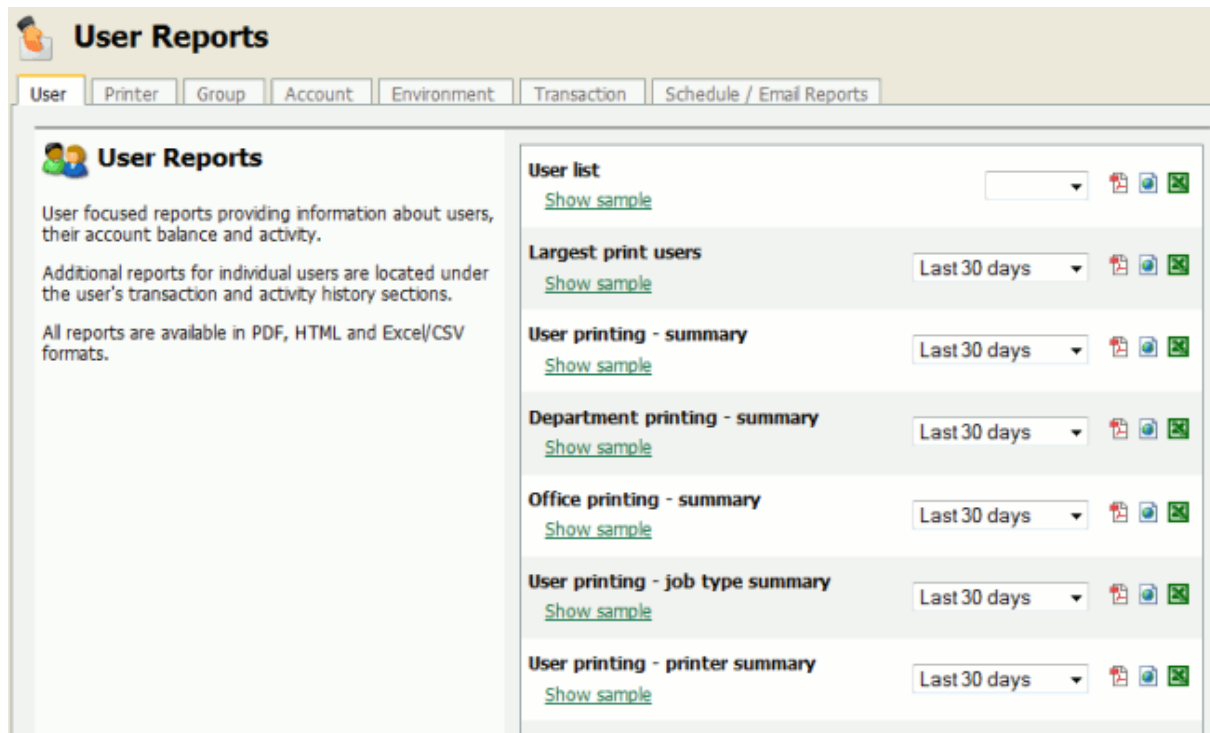 User Reports
User Printer Group Account Environment Transaction Schedule / Email Reports
User Reports
User focused reports providing information about users,
their account balance and activity.
Additional reports for individual users are located under
the user's transaction and activity history sections.
All reports are available in PDF, HTML and Excel/CSV
formats.
User list
Show sample
Largest print users
Show sample
Last 30 days
User printing - summary
Show sample
Last 30 days
Department printing - summary
Show sample
Last 30 days
Office printing - summary
Show sample
Last 30 days
User printing - job type summary
Show sample
Last 30 days
User printing - printer summary
Show sample
Last 30 days